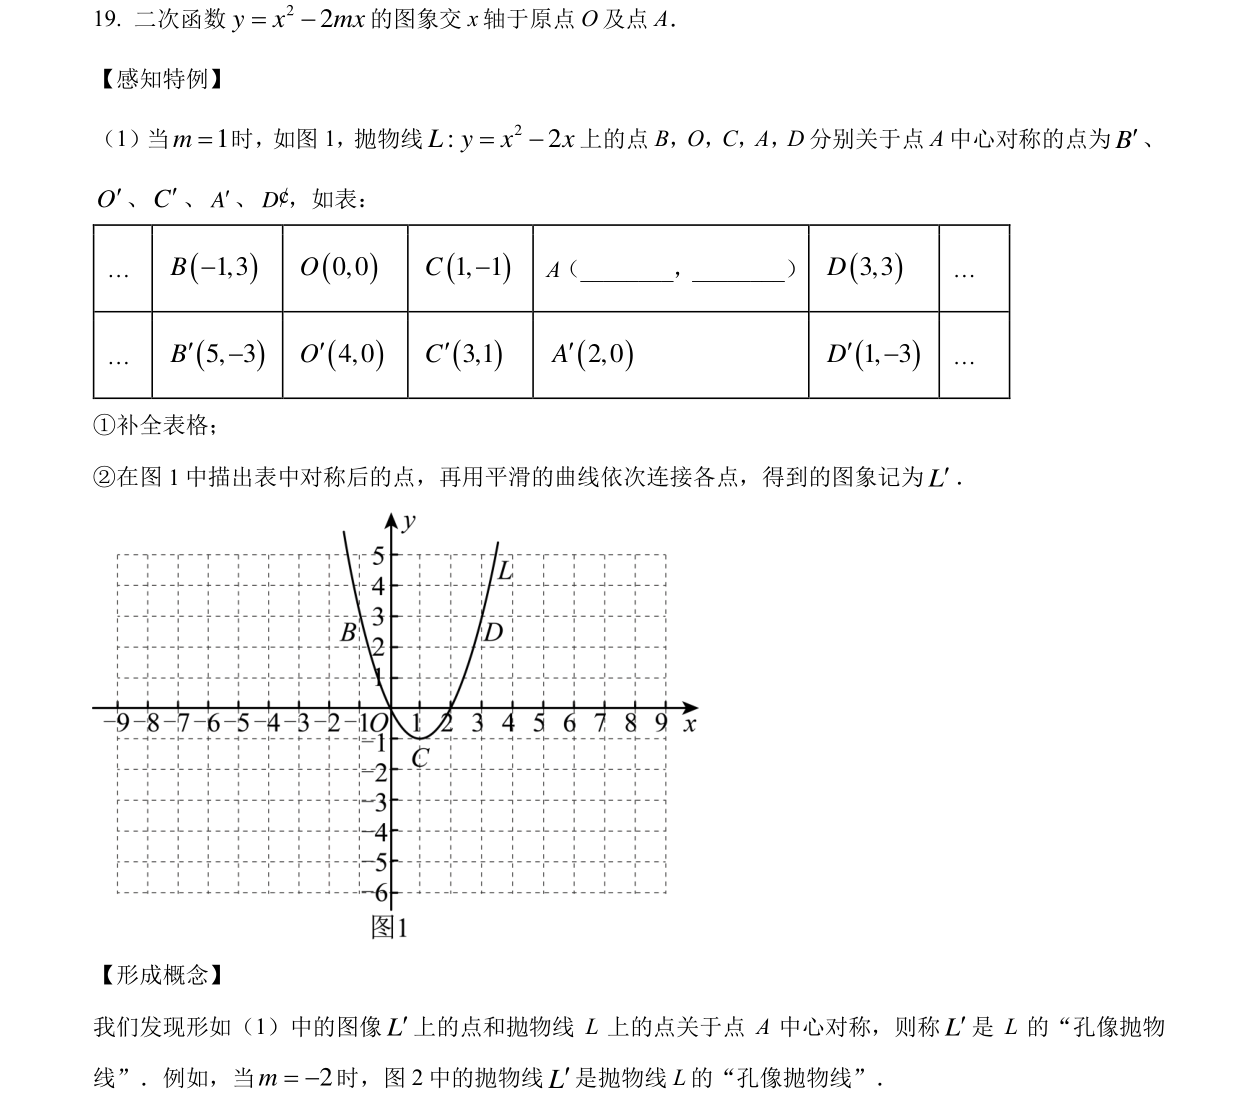 19. 二次函数 y = x² − 2mx 的图象交 x 轴于原点 O 及点 A.
【感知特例】
（1）当 m = 1 时，如图 1，抛物线 L : y = x² − 2x 上的点 B，O，C，A，D 分别关于点 A 中心对称的点为 B′、
O′、C′、A′、D¢，如表：
… B(−1,3) O(0,0) C(1,−1) A（________，________） D(3,3) …
… B′(5,−3) O′(4,0) C′(3,1) A′(2,0) D′(1,−3) …
①补全表格；
②在图 1 中描出表中对称后的点，再用平滑的曲线依次连接各点，得到的图象记为 L′．
y
5
L
4
3
B
D
2
1
−9 −8 −7 −6 −5 −4 −3 −2 −1 O 1 2 3 4 5 6 7 8 9 x
−1
C
−2
−3
−4
−5
−6
图1
【形成概念】
我们发现形如（1）中的图像 L′ 上的点和抛物线 L 上的点关于点 A 中心对称，则称 L′ 是 L 的“孔像抛物
线”．例如，当 m = −2 时，图 2 中的抛物线 L′ 是抛物线 L 的“孔像抛物线”．